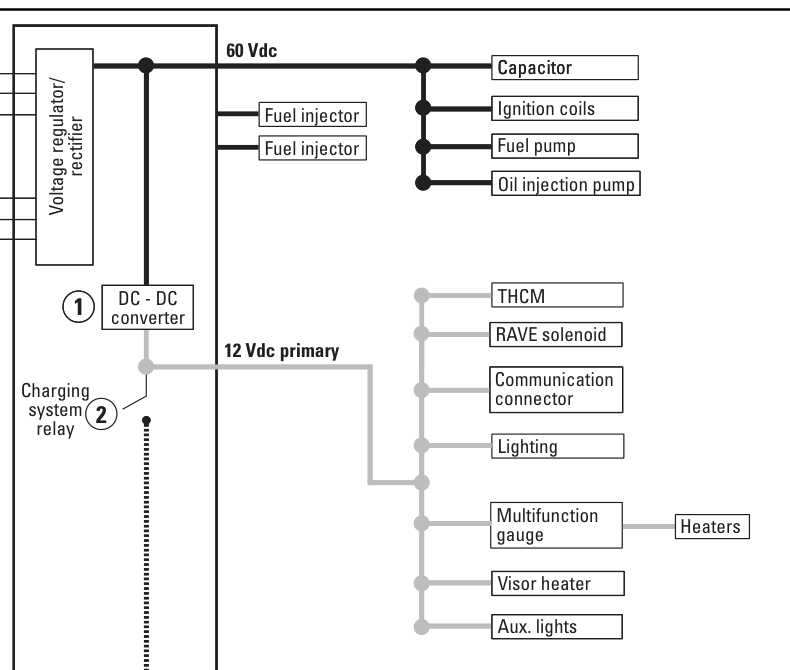 60 Vdc
Voltage regulator/
rectifier
Capacitor
Ignition coils
Fuel injector
Fuel pump
Fuel injector
Oil injection pump
1
DC - DC
converter
THCM
RAVE solenoid
12 Vdc primary
Communication
connector
Charging
system
relay
2
Lighting
Multifunction
gauge
Heaters
Visor heater
Aux. lights